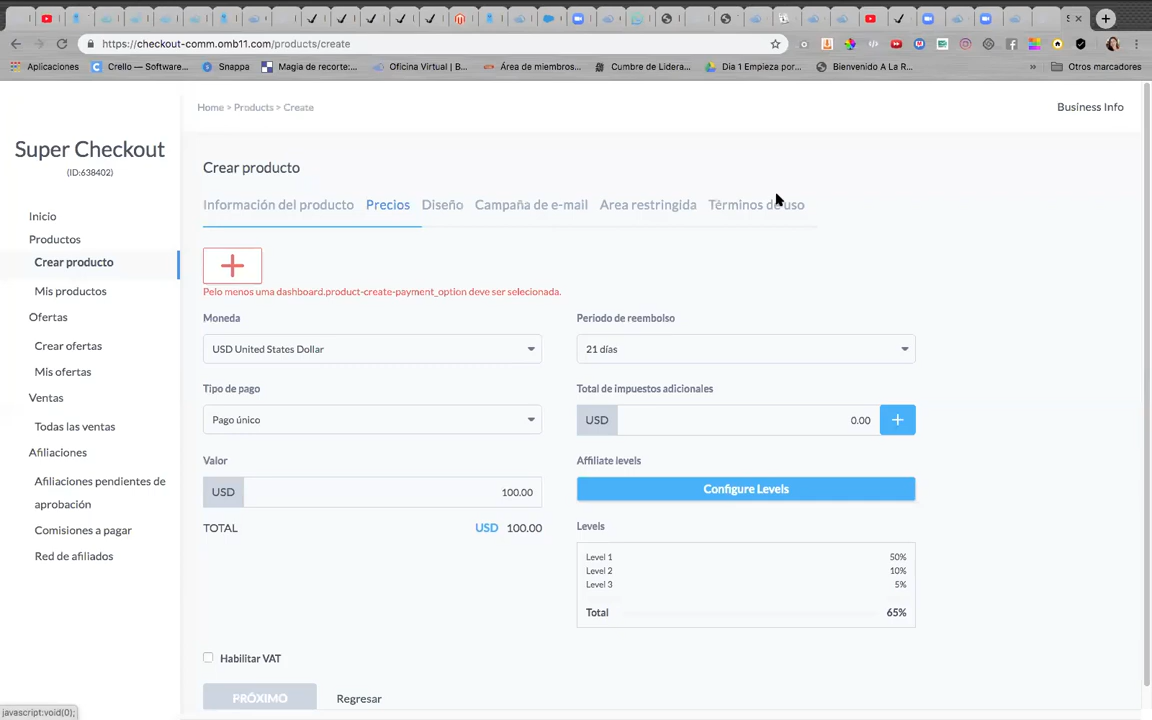 https://checkout-comm.omb11.com/products/create
Aplicaciones
Crello — Software...
Snappa
Magia de recorte:...
Oficina Virtual | B...
Área de miembros...
Cumbre de Lidera...
Dia 1 Empieza por...
Bienvenido A La R...
»
Otros marcadores
Home > Products > Create
Business Info
Super Checkout
(ID:638402)
Inicio
Productos
Crear producto
Mis productos
Ofertas
Crear ofertas
Mis ofertas
Ventas
Todas las ventas
Afiliaciones
Afiliaciones pendientes de
aprobación
Comisiones a pagar
Red de afiliados
Crear producto
Información del producto
Precios
Diseño
Campaña de e-mail
Area restringida
Términos de uso
Pelo menos uma dashboard.product-create-payment_option deve ser selecionada.
Moneda
USD United States Dollar
Periodo de reembolso
21 días
Tipo de pago
Pago único
Total de impuestos adicionales
USD 0.00 +
Valor
USD 100.00
TOTAL USD 100.00
Affiliate levels
Configure Levels
Levels
Level 1 50%
Level 2 10%
Level 3 5%
Total 65%
Habilitar VAT
PRÓXIMO
Regresar
javascript:void(0);